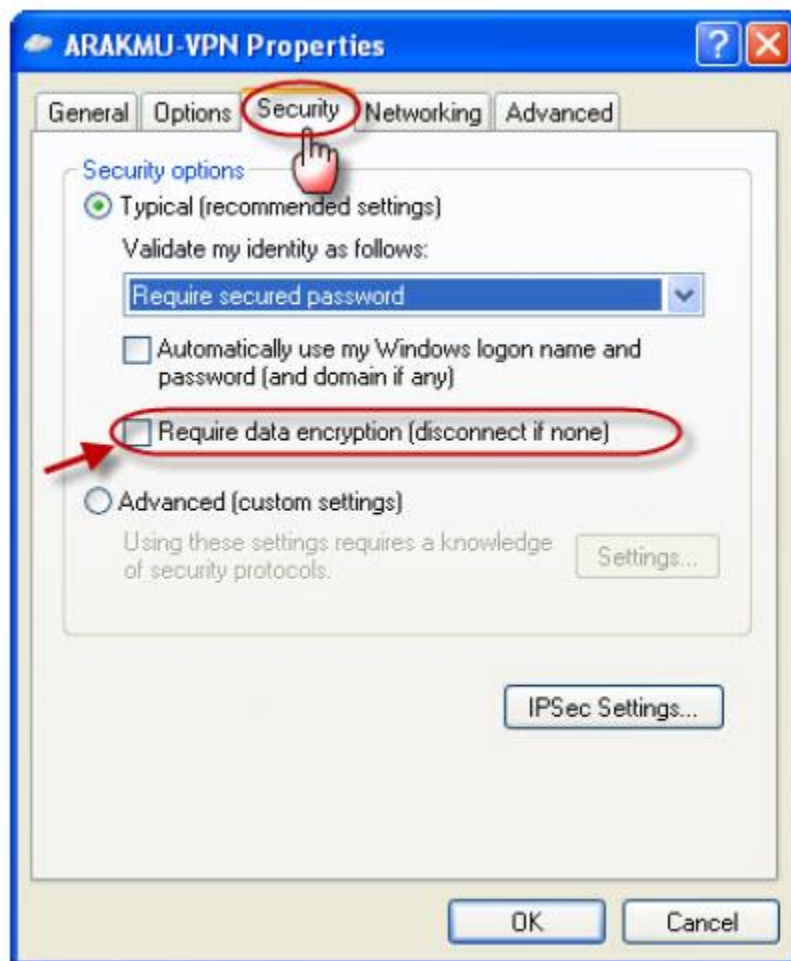 ARAKMU-VPN Properties
General Options Security Networking Advanced
Security options
Typical (recommended settings)
Validate my identity as follows:
Require secured password
Automatically use my Windows logon name and
password (and domain if any)
Require data encryption (disconnect if none)
Advanced (custom settings)
Using these settings requires a knowledge
of security protocols.
Settings...
IPSec Settings...
OK Cancel